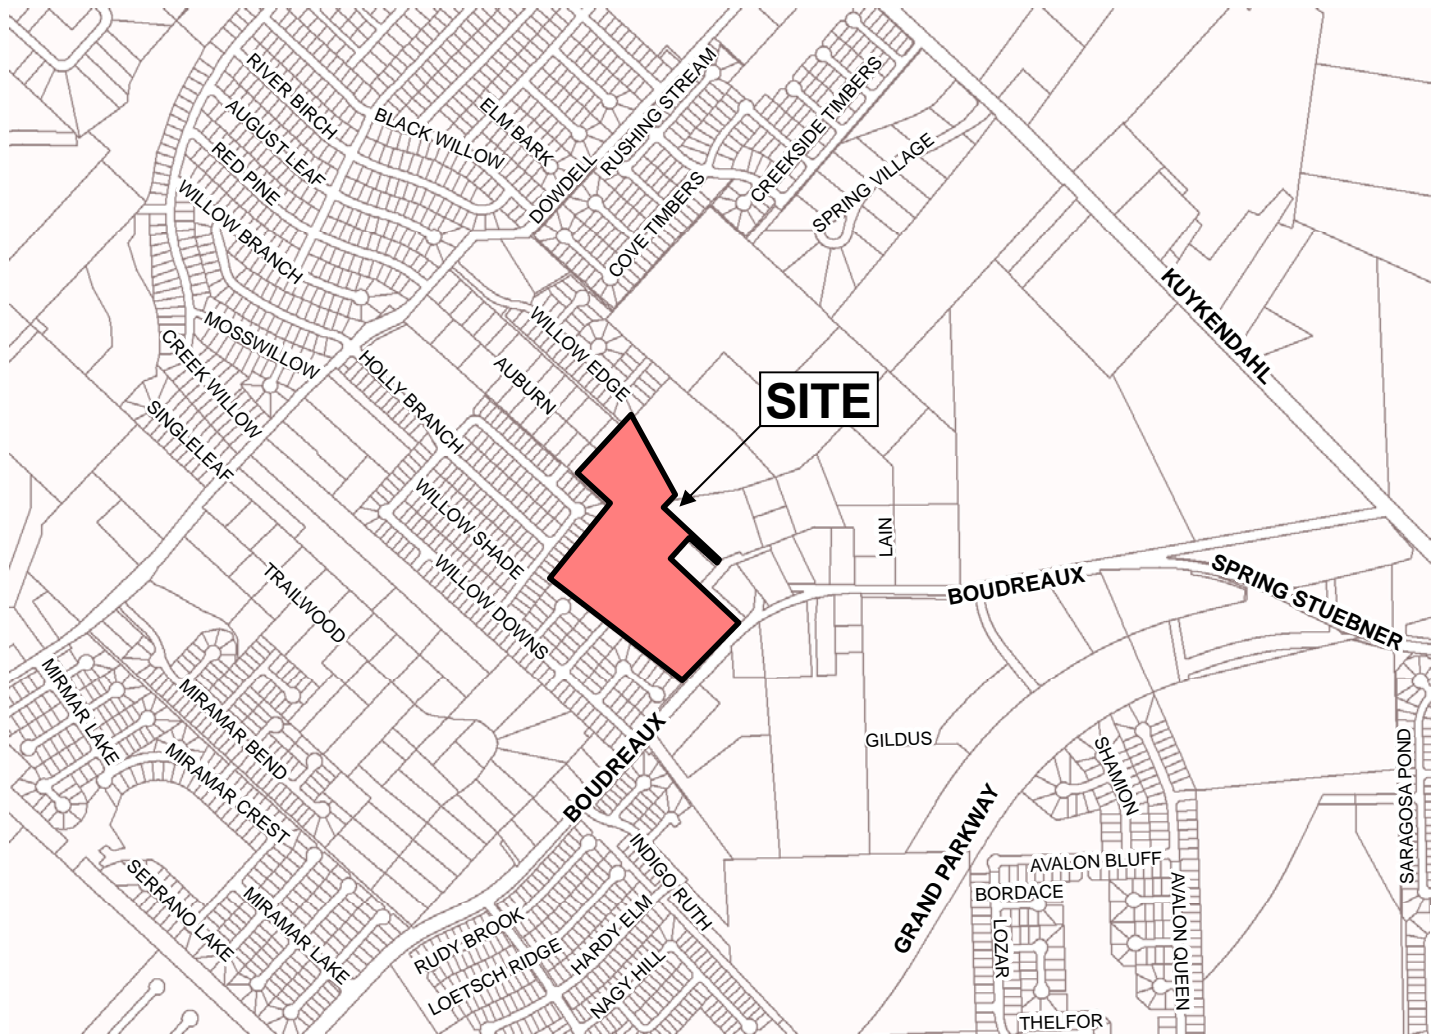 RIVER BIRCH
AUGUST LEAF
RED PINE
WILLOW BRANCH
BLACK WILLOW
ELM BARK
RUSHING STREAM
DOWDELL
COVE TIMBERS
CREEKSIDE TIMBERS
SPRING VILLAGE
KUYKENDAHL
MOSSWILLOW
CREEK WILLOW
SINGLELEAF
HOLLY BRANCH
AUBURN
WILLOW EDGE
SITE
WILLOW SHADE
WILLOW DOWNS
TRAILWOOD
LAIN
BOUDREAUX
SPRING STUEBNER
MIRMAR LAKE
MIRAMAR BEND
MIRAMAR CREST
SERRANO LAKE
MIRAMAR LAKE
BOUDREAUX
GILDUS
GRAND PARKWAY
SHAMION
SARAGOSA POND
INDIGO RUTH
RUDY BROOK
LOETSCH RIDGE
HARDY ELM
NAGY HILL
AVALON BLUFF
BORDACE
LOZAR
AVALON QUEEN
THELFOR